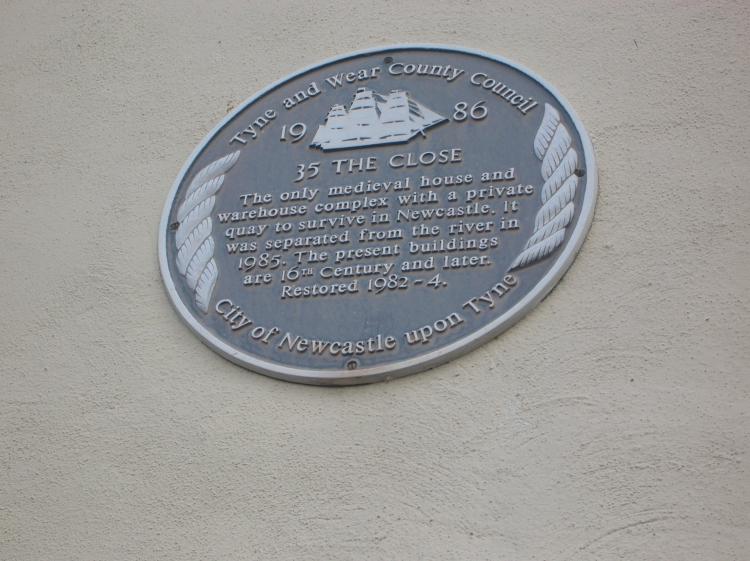 Tyne and Wear County Council
1986
35 THE CLOSE
The only medieval house and
warehouse complex with a private
quay to survive in Newcastle. It
was separated from the river in
1985. The present buildings
are 16TH Century and later.
Restored 1982-4.
City of Newcastle upon Tyne